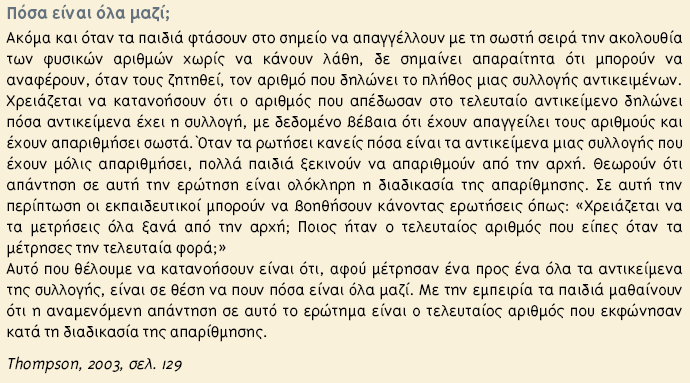 Πόσα είναι όλα μαζί;
Ακόμα και όταν τα παιδιά φτάσουν στο σημείο να απαγγέλλουν με τη σωστή σειρά την ακολουθία
των φυσικών αριθμών χωρίς να κάνουν λάθη, δε σημαίνει απαραίτητα ότι μπορούν να
αναφέρουν, όταν τους ζητηθεί, τον αριθμό που δηλώνει το πλήθος μιας συλλογής αντικειμένων.
Χρειάζεται να κατανοήσουν ότι ο αριθμός που απέδωσαν στο τελευταίο αντικείμενο δηλώνει
πόσα αντικείμενα έχει η συλλογή, με δεδομένο βέβαια ότι έχουν απαγγείλει τους αριθμούς και
έχουν απαριθμήσει σωστά. Όταν τα ρωτήσει κανείς πόσα είναι τα αντικείμενα μιας συλλογής που
έχουν μόλις απαριθμήσει, πολλά παιδιά ξεκινούν να απαριθμούν από την αρχή. Θεωρούν ότι
απάντηση σε αυτή την ερώτηση είναι ολόκληρη η διαδικασία της απαρίθμησης. Σε αυτή την
περίπτωση οι εκπαιδευτικοί μπορούν να βοηθήσουν κάνοντας ερωτήσεις όπως: «Χρειάζεται να
τα μετρήσεις όλα ξανά από την αρχή; Ποιος ήταν ο τελευταίος αριθμός που είπες όταν τα
μέτρησες την τελευταία φορά;»
Αυτό που θέλουμε να κατανοήσουν είναι ότι, αφού μέτρησαν ένα προς ένα όλα τα αντικείμενα
της συλλογής, είναι σε θέση να πουν πόσα είναι όλα μαζί. Με την εμπειρία τα παιδιά μαθαίνουν
ότι η αναμενόμενη απάντηση σε αυτό το ερώτημα είναι ο τελευταίος αριθμός που εκφώνησαν
κατά τη διαδικασία της απαρίθμησης.
Thompson, 2003, σελ. 129